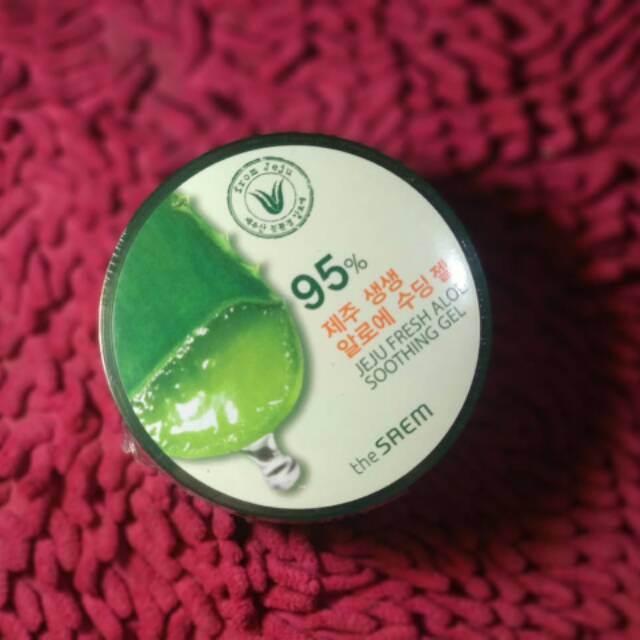 from Jeju
95%
제주 생생
알로에 수딩 젤
JEJU FRESH ALOE
SOOTHING GEL
the SAEM